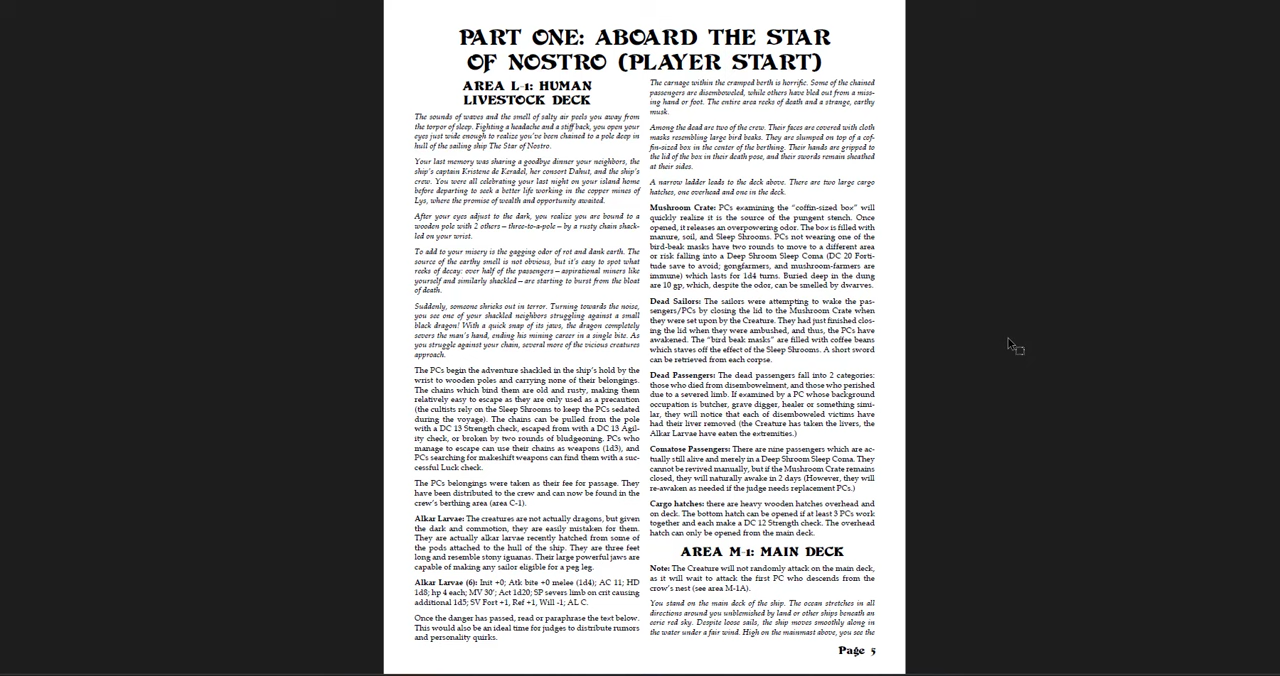 PART ONE: ABOARD THE STAR
OF NOSTRO (PLAYER START)
AREA L-1: HUMAN
LIVESTOCK DECK
The sounds of waves and the smell of salty air peels you away from
the torpor of sleep. Fighting a headache and a stiff back, you open your
eyes just wide enough to realize you've been chained to a pole deep in
hull of the sailing ship The Star of Nostro.
Your last memory was sharing a goodbye dinner your neighbors, the
ship's captain Kristene de Keradel, her consort Dahut, and the ship's
crew. You were all celebrating your last night on your island home
before departing to seek a better life working in the copper mines of
Lys, where the promise of wealth and opportunity awaited.
After your eyes adjust to the dark, you realize you are bound to a
wooden pole with 2 others – three-to-a-pole – by a rusty chain shack-
led on your wrist.
To add to your misery is the gagging odor of rot and dank earth. The
source of the earthy smell is not obvious, but it's easy to spot what
reeks of decay: over half of the passengers – aspirational miners like
yourself and similarly shackled – are starting to burst from the bloat
of death.
Suddenly, someone shrieks out in terror. Turning towards the noise,
you see one of your shackled neighbors struggling against a small
black dragon! With a quick snap of its jaws, the dragon completely
severs the man's hand, ending his mining career in a single bite. As
you struggle against your chain, several more of the vicious creatures
approach.
The PCs begin the adventure shackled in the ship's hold by the
wrist to wooden poles and carrying none of their belongings.
The chains which bind them are old and rusty, making them
relatively easy to escape as they are only used as a precaution
(the cultists rely on the Sleep Shrooms to keep the PCs sedated
during the voyage). The chains can be pulled from the pole
with a DC 13 Strength check, escaped from with a DC 13 Agil-
ity check, or broken by two rounds of bludgeoning. PCs who
manage to escape can use their chains as weapons (1d3), and
PCs searching for makeshift weapons can find them with a suc-
cessful Luck check.
The PCs belongings were taken as their fee for passage. They
have been distributed to the crew and can now be found in the
crew's berthing area (area C-1).
Alkar Larvae: The creatures are not actually dragons, but given
the dark and commotion, they are easily mistaken for them.
They are actually alkar larvae recently hatched from some of
the pods attached to the hull of the ship. They are three feet
long and resemble stony iguanas. Their large powerful jaws are
capable of making any sailor eligible for a peg leg.
Alkar Larvae (6): Init +0; Atk bite +0 melee (1d4); AC 11; HD
1d8; hp 4 each; MV 30'; Act 1d20; SP severs limb on crit causing
additional 1d5; SV Fort +1, Ref +1, Will -1; AL C.
Once the danger has passed, read or paraphrase the text below.
This would also be an ideal time for judges to distribute rumors
and personality quirks.
The carnage within the cramped berth is horrific. Some of the chained
passengers are disemboweled, while others have bled out from a miss-
ing hand or foot. The entire area reeks of death and a strange, earthy
musk.
Among the dead are two of the crew. Their faces are covered with cloth
masks resembling large bird beaks. They are slumped on top of a cof-
fin-sized box in the center of the berthing. Their hands are gripped to
the lid of the box in their death pose, and their swords remain sheathed
at their sides.
A narrow ladder leads to the deck above. There are two large cargo
hatches, one overhead and one in the deck.
Mushroom Crate: PCs examining the "coffin-sized box" will
quickly realize it is the source of the pungent stench. Once
opened, it releases an overpowering odor. The box is filled with
manure, soil, and Sleep Shrooms. PCs not wearing one of the
bird-beak masks have two rounds to move to a different area
or risk falling into a Deep Shroom Sleep Coma (DC 20 Forti-
tude save to avoid; gongfarmers, and mushroom-farmers are
immune) which lasts for 1d4 turns. Buried deep in the dung
are 10 gp, which, despite the odor, can be smelled by dwarves.
Dead Sailors: The sailors were attempting to wake the pas-
sengers/PCs by closing the lid to the Mushroom Crate when
they were set upon by the Creature. They had just finished clos-
ing the lid when they were ambushed, and thus, the PCs have
awakened. The "bird beak masks" are filled with coffee beans
which staves off the effect of the Sleep Shrooms. A short sword
can be retrieved from each corpse.
Dead Passengers: The dead passengers fall into 2 categories:
those who died from disembowelment, and those who perished
due to a severed limb. If examined by a PC whose background
occupation is butcher, grave digger, healer or something simi-
lar, they will notice that each of disemboweled victims have
had their liver removed (the Creature has taken the livers, the
Alkar Larvae have eaten the extremities.)
Comatose Passengers: There are nine passengers which are ac-
tually still alive and merely in a Deep Shroom Sleep Coma. They
cannot be revived manually, but if the Mushroom Crate remains
closed, they will naturally awake in 2 days (However, they will
re-awaken as needed if the judge needs replacement PCs.)
Cargo hatches: there are heavy wooden hatches overhead and
on deck. The bottom hatch can be opened if at least 3 PCs work
together and each make a DC 12 Strength check. The overhead
hatch can only be opened from the main deck.
AREA M-1: MAIN DECK
Note: The Creature will not randomly attack on the main deck,
as it will wait to attack the first PC who descends from the
crow's nest (see area M-1A).
You stand on the main deck of the ship. The ocean stretches in all
directions around you unblemished by land or other ships beneath an
eerie red sky. Despite loose sails, the ship moves smoothly along in
the water under a fair wind. High on the mainmast above, you see the
Page 5